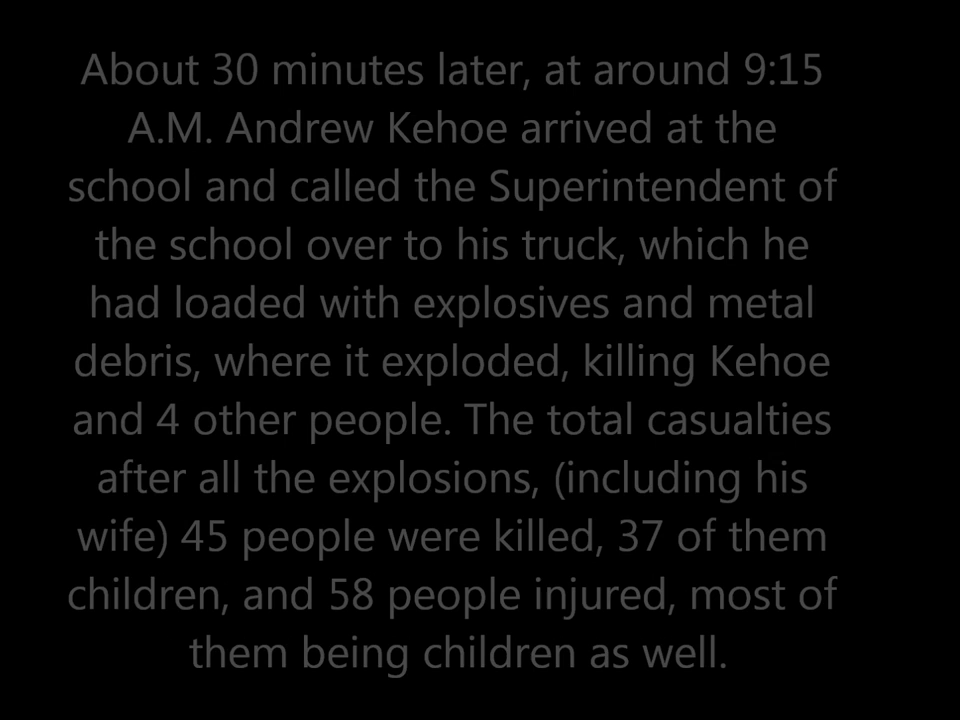 About 30 minutes later, at around 9:15
A.M. Andrew Kehoe arrived at the
school and called the Superintendent of
the school over to his truck, which he
had loaded with explosives and metal
debris, where it exploded, killing Kehoe
and 4 other people. The total casualties
after all the explosions, (including his
wife) 45 people were killed, 37 of them
children, and 58 people injured, most of
them being children as well.